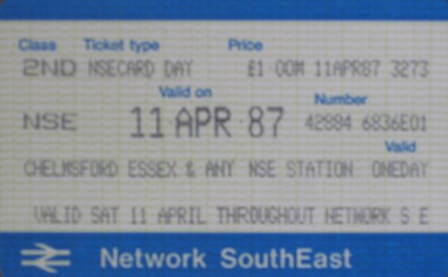 Class Ticket type Price
2ND NSECARD DAY £1·00M 11APR87 3273
Valid on Number
NSE 11 APR·87 42884 6836E01
Valid
CHELMSFORD ESSEX & ANY NSE STATION ONEDAY
VALID SAT 11 APRIL THROUGHOUT NETWORK S E
Network SouthEast